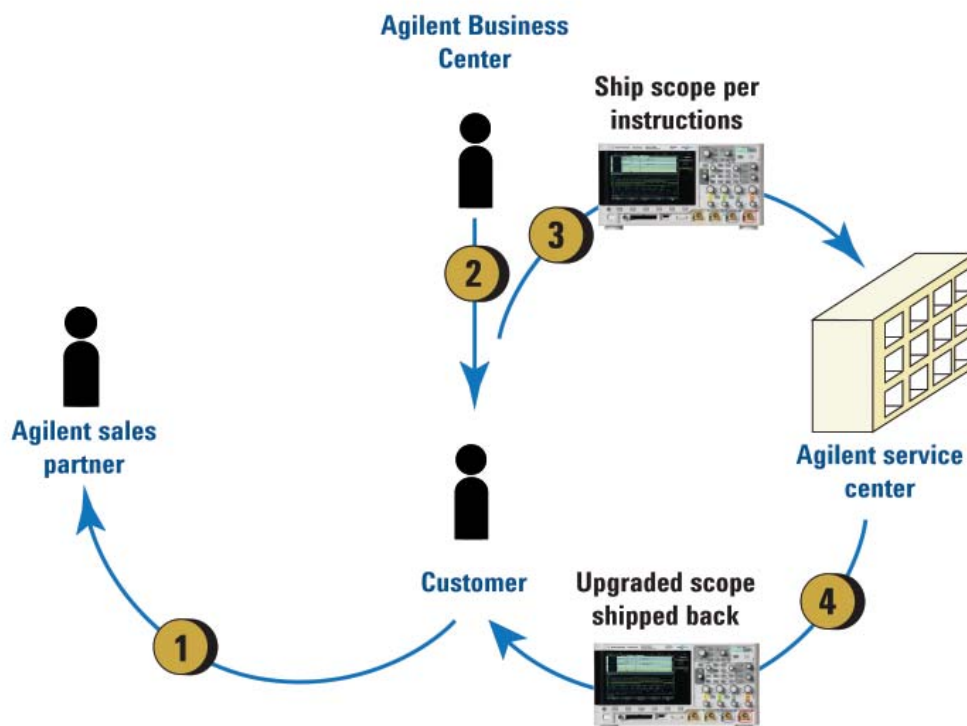 Agilent Business
Center
Ship scope per
instructions
2
3
Agilent sales
partner
Agilent service
center
Customer
Upgraded scope
shipped back
4
1